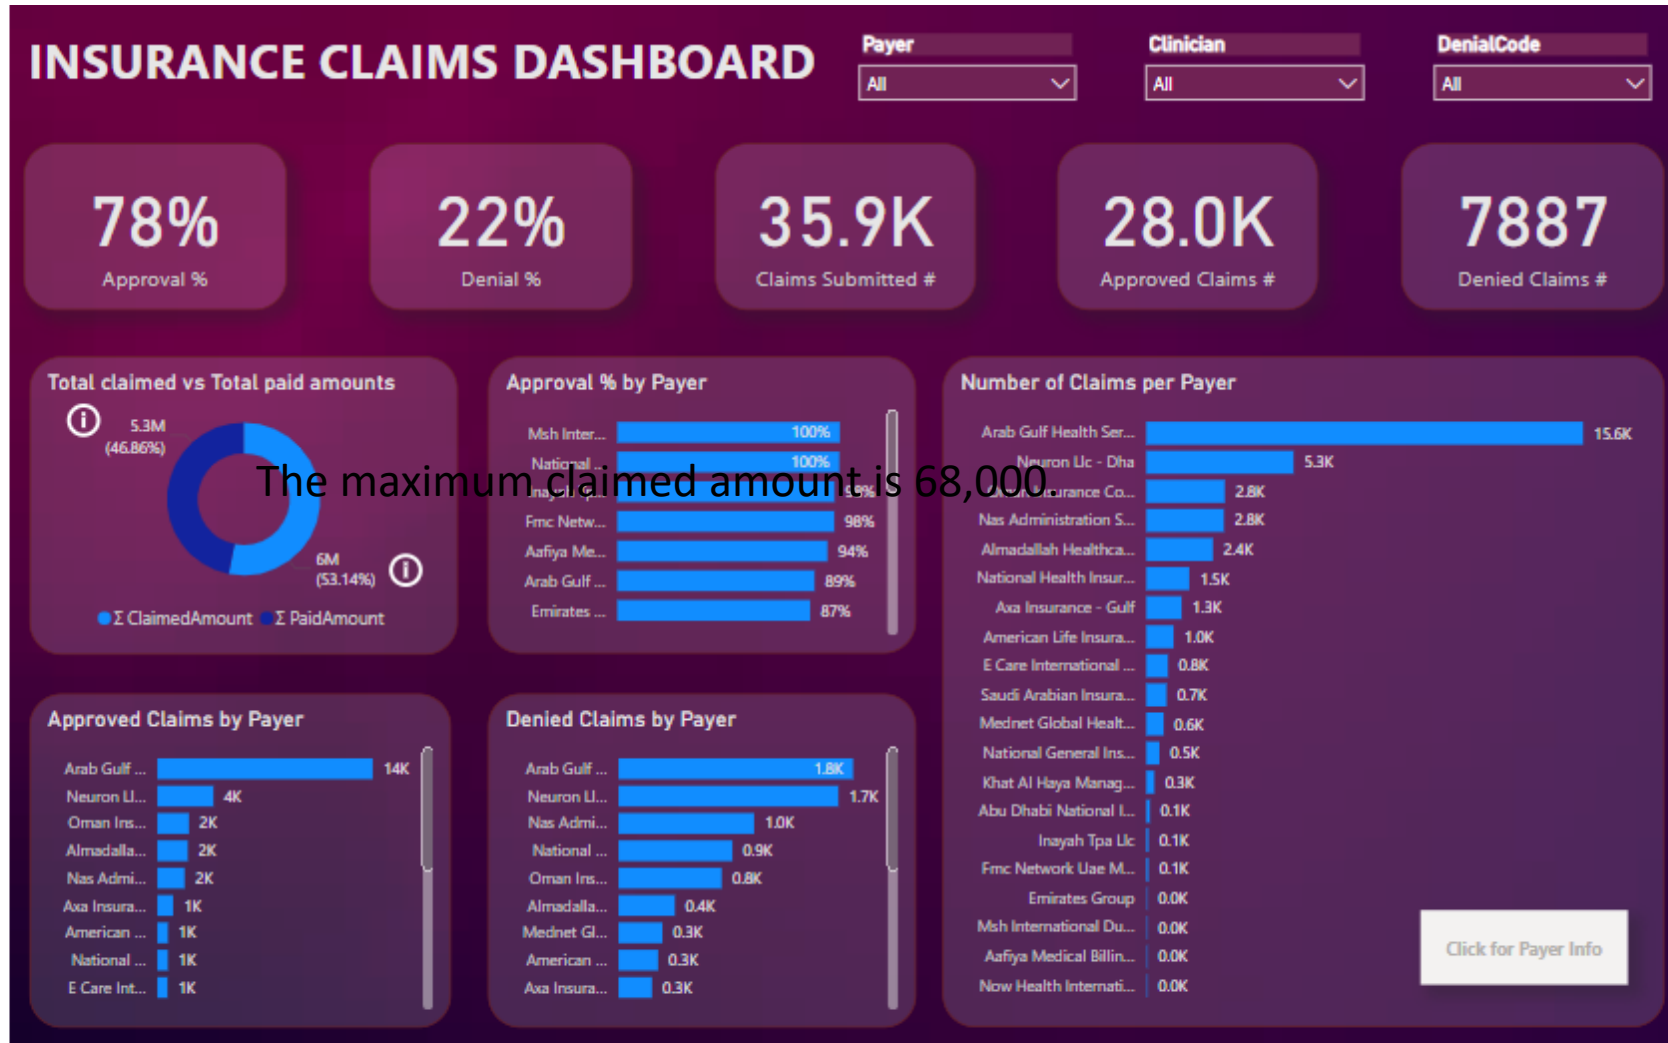 INSURANCE CLAIMS DASHBOARD
Payer
All
Clinician
All
DenialCode
All
78%
Approval %
22%
Denial %
35.9K
Claims Submitted #
28.0K
Approved Claims #
7887
Denied Claims #
Total claimed vs Total paid amounts
5.3M
(46.86%)
6M
(53.14%)
Σ ClaimedAmount Σ PaidAmount
The maximum claimed amount is 68,000.
Approval % by Payer
Msh Inter... 100%
National ... 100%
98%
Fmc Netw... 98%
Aafiya Me... 94%
Arab Gulf ... 89%
Emirates ... 87%
Number of Claims per Payer
Arab Gulf Health Ser... 15.6K
Neuron Llc - Dha 5.3K
Insurance Co... 2.8K
Nas Administration S... 2.8K
Almadallah Healthca... 2.4K
National Health Insur... 1.5K
Axa Insurance - Gulf 1.3K
American Life Insura... 1.0K
E Care International ... 0.8K
Saudi Arabian Insura... 0.7K
Mednet Global Healt... 0.6K
National General Ins... 0.5K
Khat Al Haya Manag... 0.3K
Abu Dhabi National I... 0.1K
Inayah Tpa Llc 0.1K
Fmc Network Uae M... 0.1K
Emirates Group 0.0K
Msh International Du... 0.0K
Aafiya Medical Billin... 0.0K
Now Health Internati... 0.0K
Click for Payer Info
Approved Claims by Payer
Arab Gulf ... 14K
Neuron Ll... 4K
Oman Ins... 2K
Almadalla... 2K
Nas Admi... 2K
Axa Insura... 1K
American ... 1K
National ... 1K
E Care Int... 1K
Denied Claims by Payer
Arab Gulf ... 1.8K
Neuron Ll... 1.7K
Nas Admi... 1.0K
National ... 0.9K
Oman Ins... 0.8K
Almadalla... 0.4K
Mednet Gl... 0.3K
American ... 0.3K
Axa Insura... 0.3K